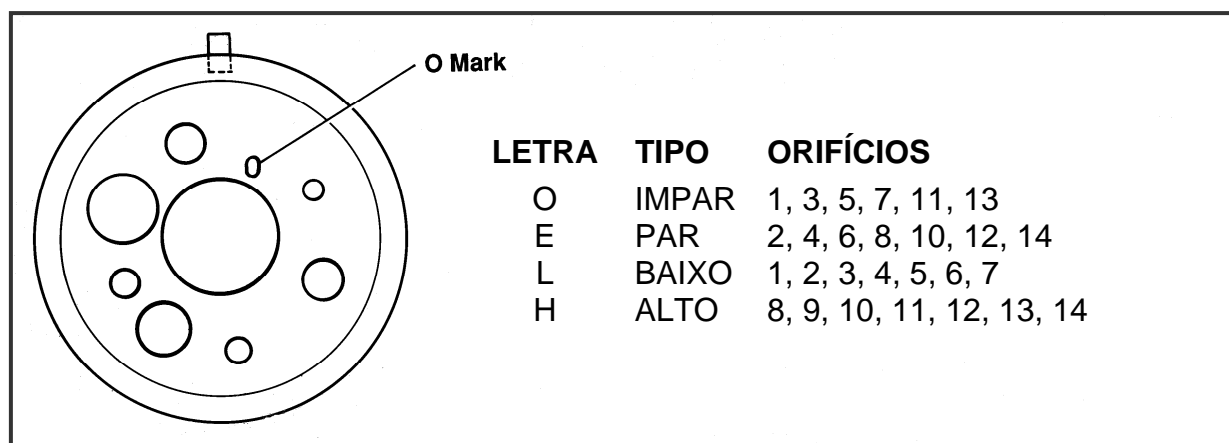 O Mark
LETRA TIPO ORIFÍCIOS
O IMPAR 1, 3, 5, 7, 11, 13
E PAR 2, 4, 6, 8, 10, 12, 14
L BAIXO 1, 2, 3, 4, 5, 6, 7
H ALTO 8, 9, 10, 11, 12, 13, 14